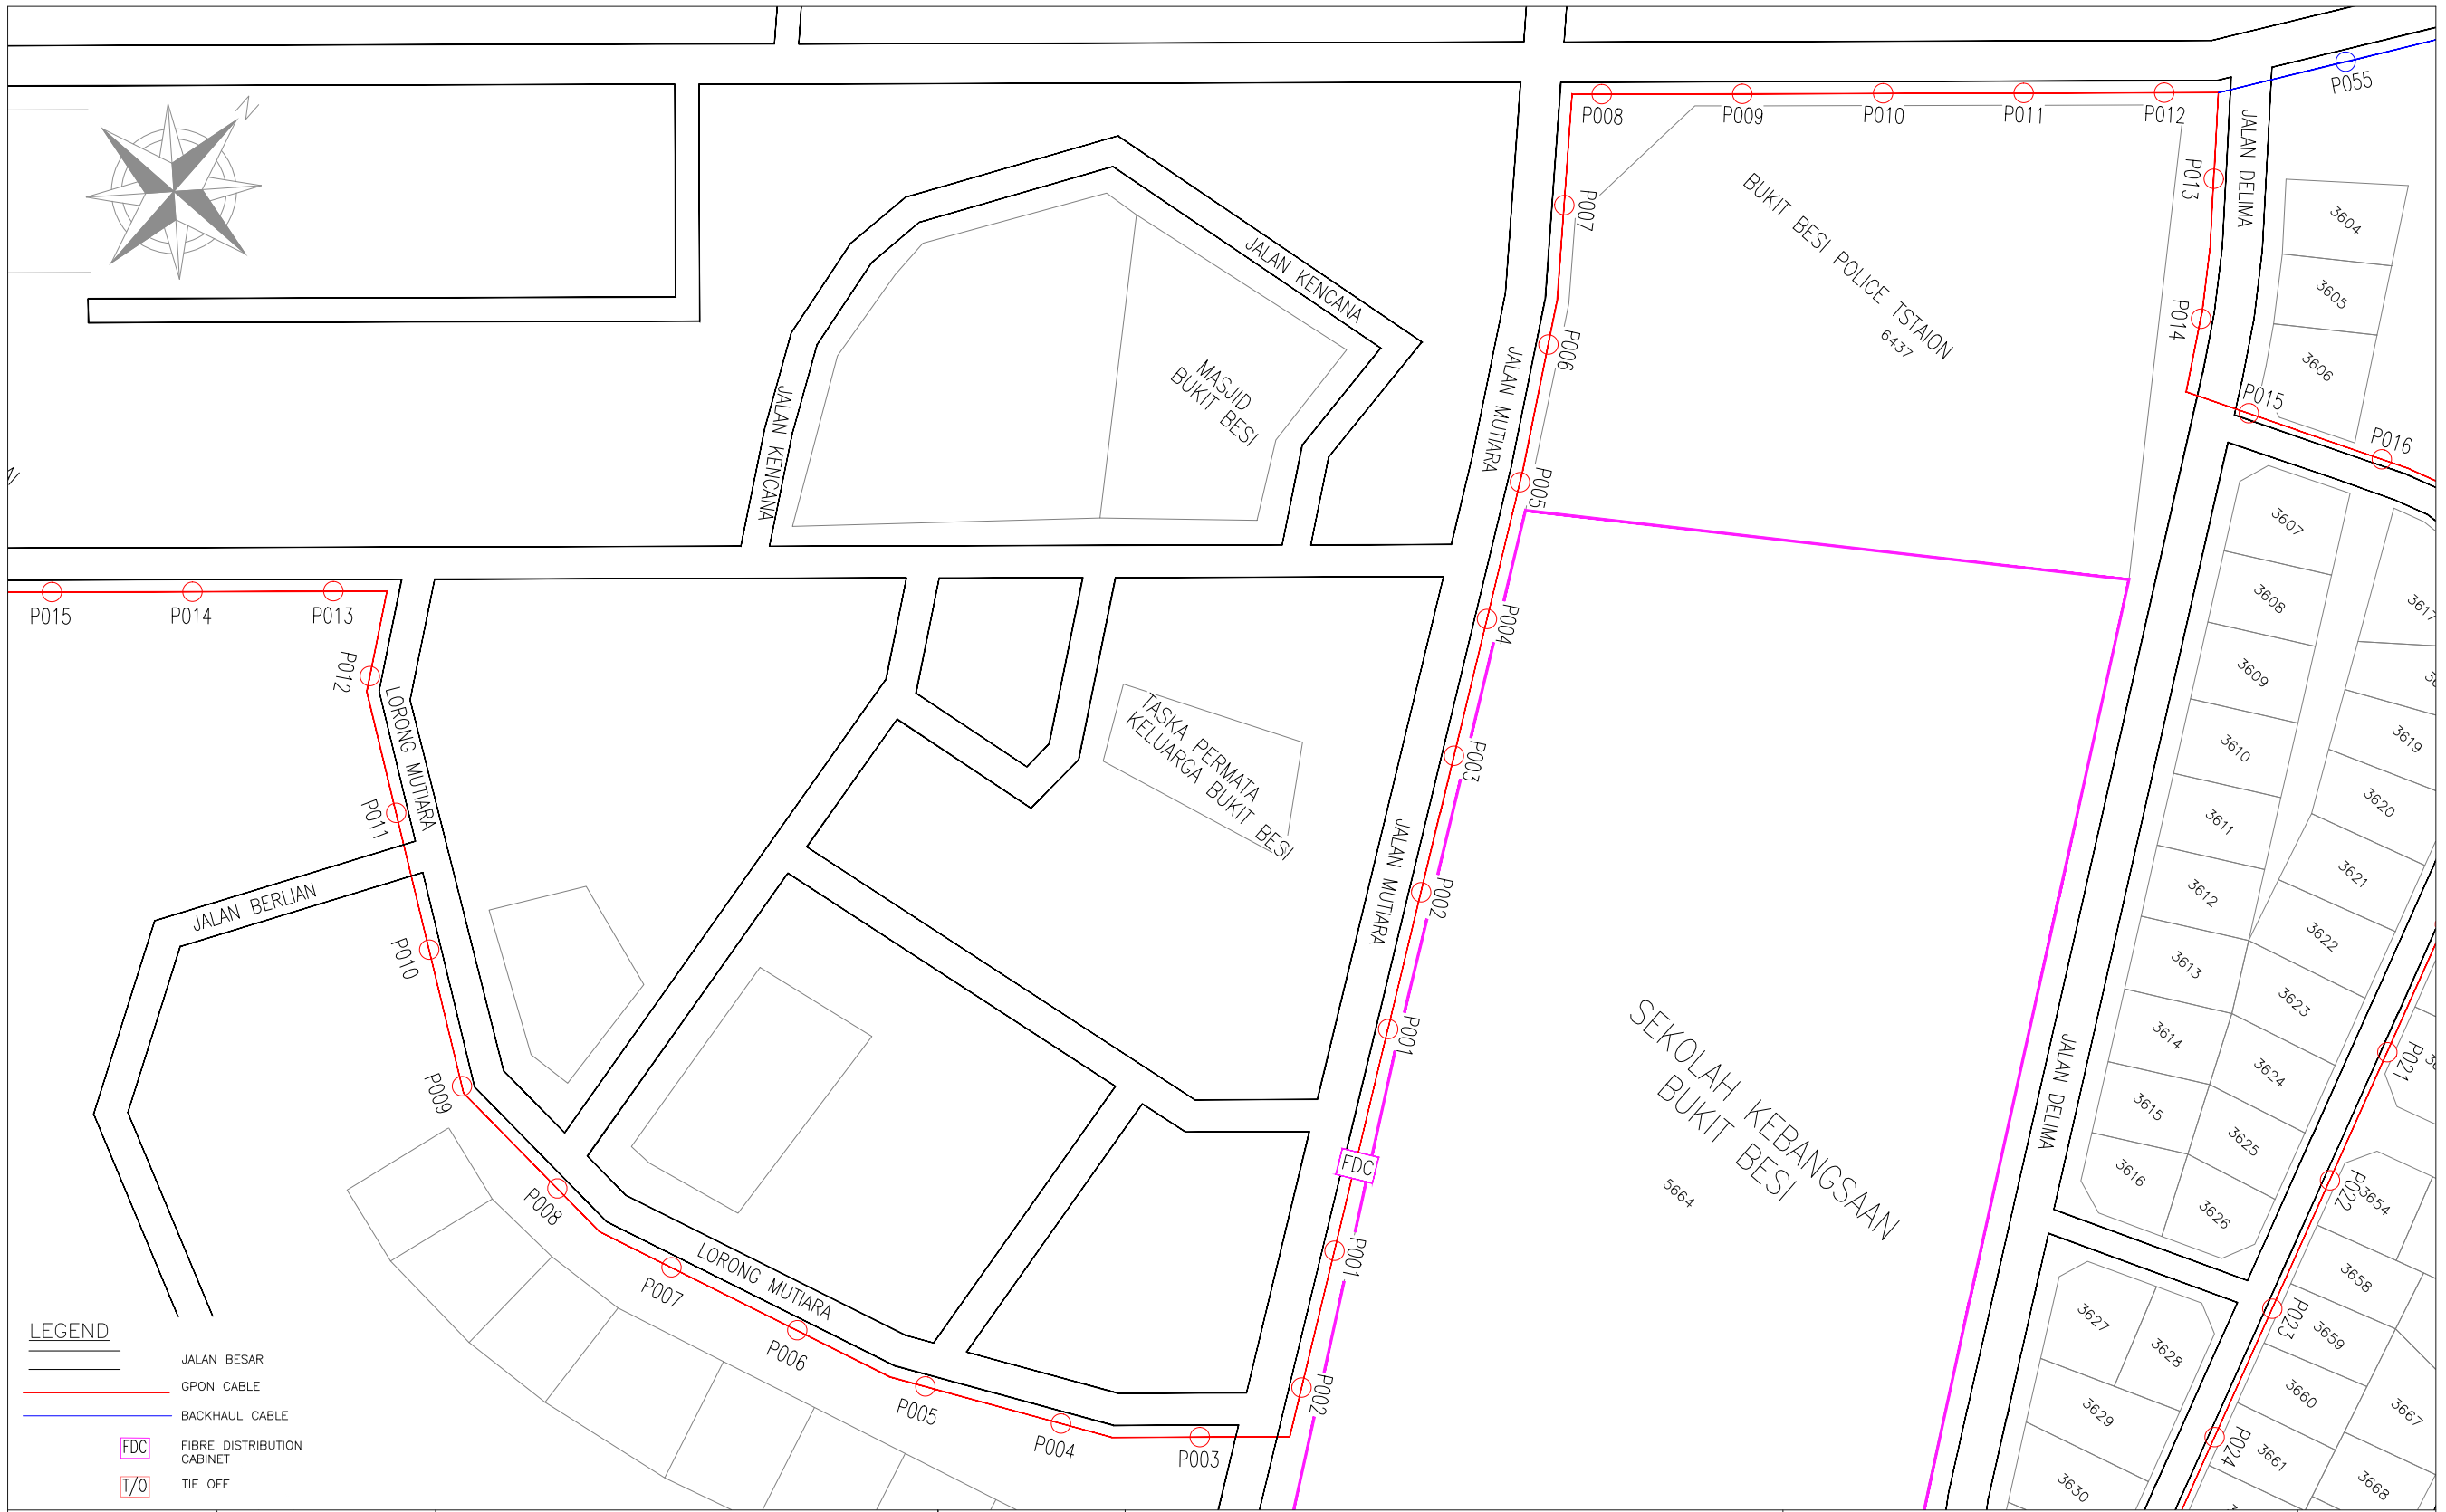 P055
P008
P009
P010
P011
P012
N
JALAN DELIMA
P013
P007
BUKIT BESI POLICE TSTAION
6437
3604
3605
3606
JALAN KENCANA
P014
P006
JALAN MUTIARA
MASJID
BUKIT BESI
JALAN KENCANA
P015
P016
P005
3607
3608
3617
P015
P014
P013
P004
P012
LORONG MUTIARA
3609
3610
3619
TASKA PERMATA
KELUARGA BUKIT BESI
P003
P011
3611
3620
JALAN MUTIARA
P002
3612
3621
JALAN BERLIAN
P010
3613
3622
3623
P001
SEKOLAH KEBANGSAAN
BUKIT BESI
5664
JALAN DELIMA
3614
3624
P021
P009
3615
3625
FDC
3616
3626
P022
3654
P008
P001
LORONG MUTIARA
P007
3658
P023
3627
3628
3659
P006
P002
P005
3629
3660
3667
P004
P003
P024
3661
3630
3668
LEGEND
JALAN BESAR
GPON CABLE
BACKHAUL CABLE
FDC
FIBRE DISTRIBUTION
CABINET
T/O
TIE OFF